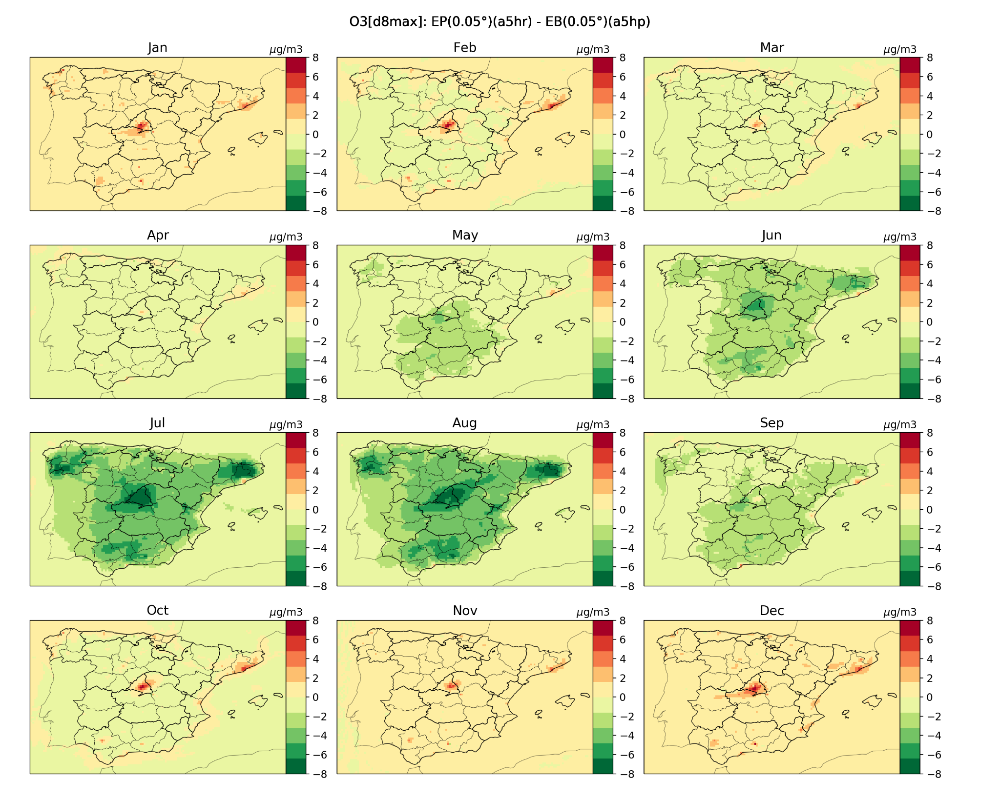 O3[d8max]: EP(0.05°)(a5hr) - EB(0.05°)(a5hp)
Jan μg/m3 Feb μg/m3 Mar μg/m3
8 8 8
6 6 6
4 4 4
2 2 2
0 0 0
−2 −2 −2
−4 −4 −4
−6 −6 −6
−8 −8 −8
Apr μg/m3 May μg/m3 Jun μg/m3
8 8 8
6 6 6
4 4 4
2 2 2
0 0 0
−2 −2 −2
−4 −4 −4
−6 −6 −6
−8 −8 −8
Jul μg/m3 Aug μg/m3 Sep μg/m3
8 8 8
6 6 6
4 4 4
2 2 2
0 0 0
−2 −2 −2
−4 −4 −4
−6 −6 −6
−8 −8 −8
Oct μg/m3 Nov μg/m3 Dec μg/m3
8 8 8
6 6 6
4 4 4
2 2 2
0 0 0
−2 −2 −2
−4 −4 −4
−6 −6 −6
−8 −8 −8